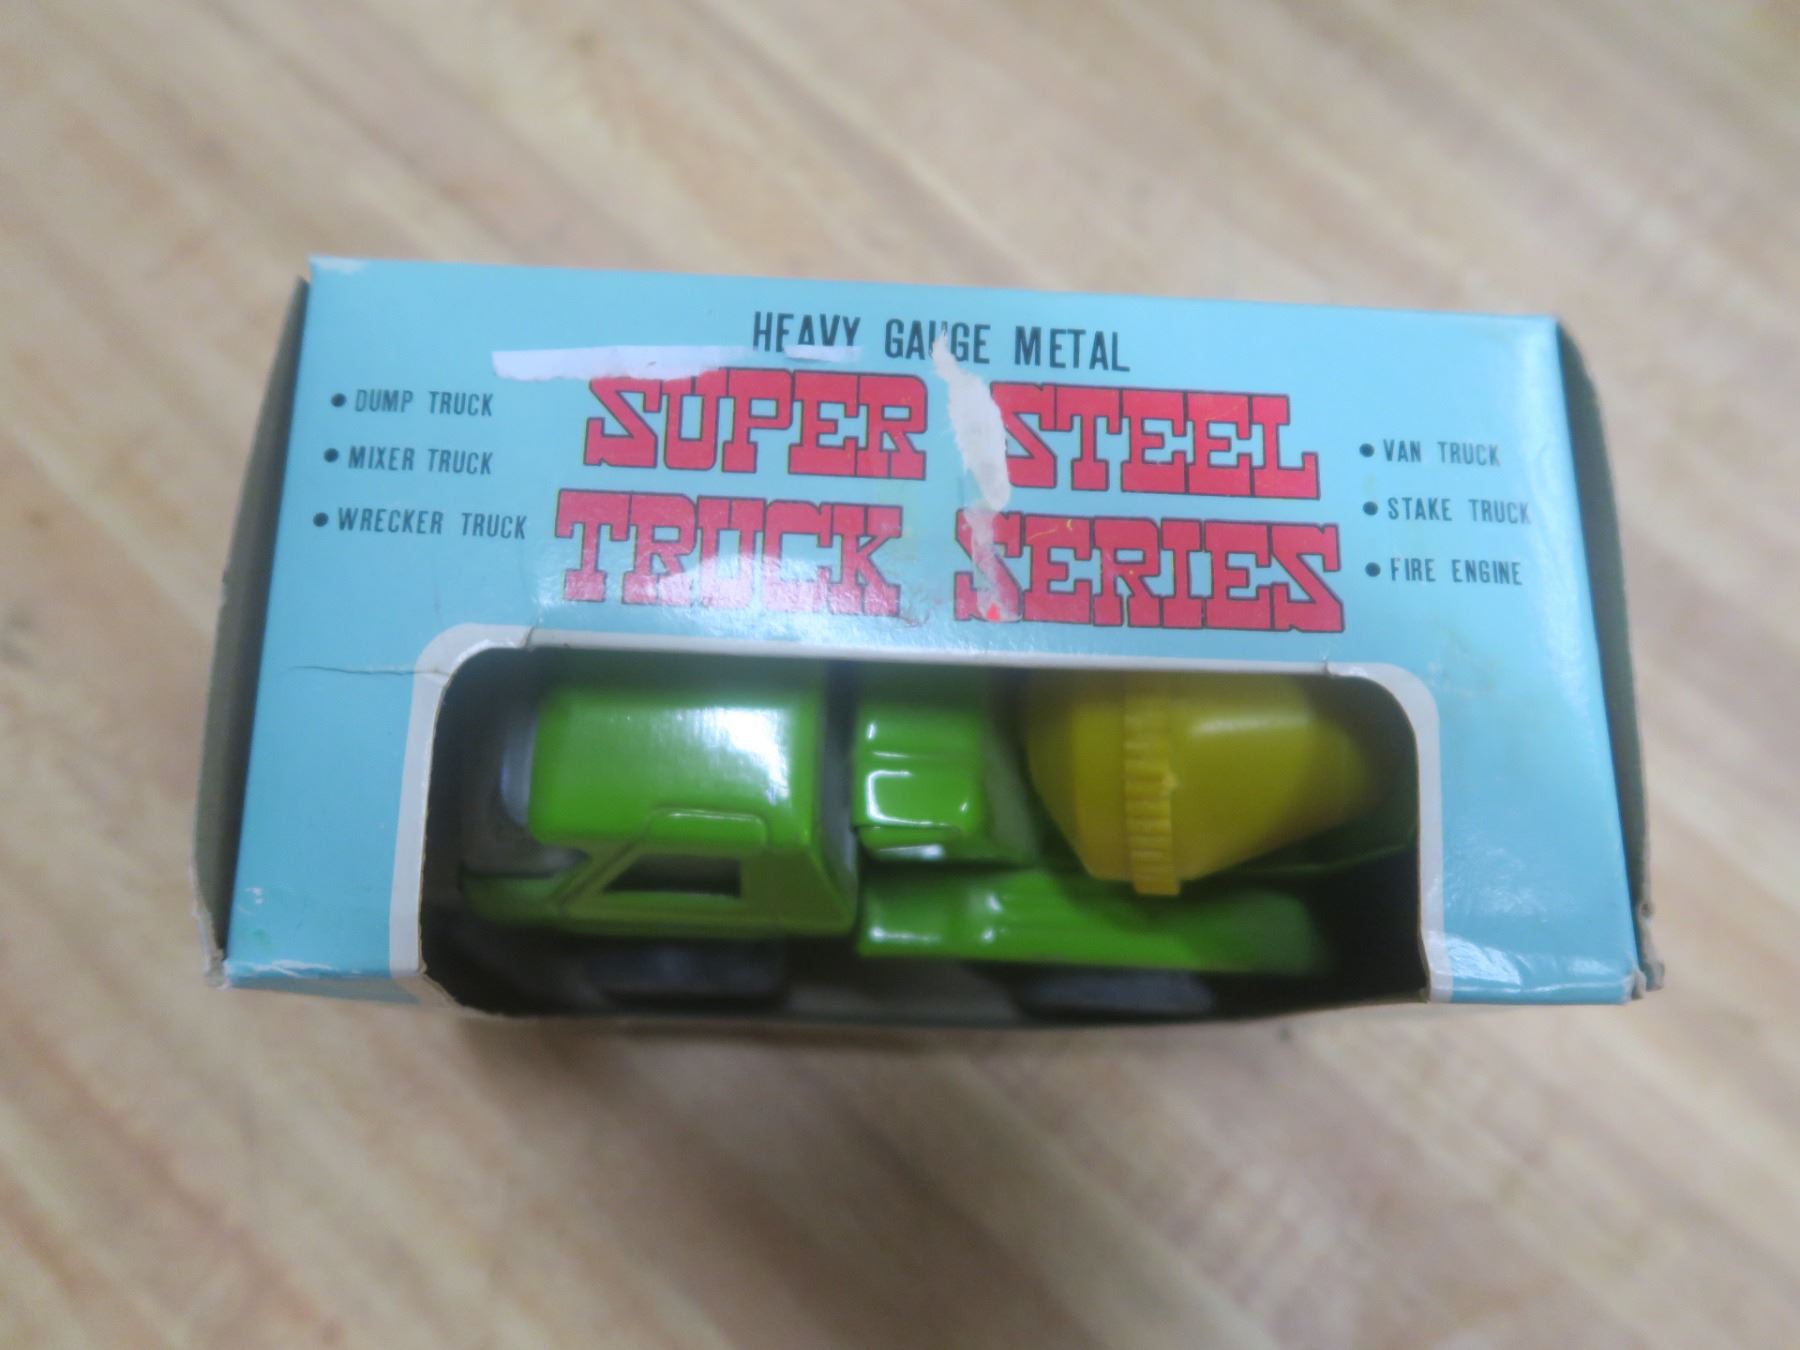 HEAVY GAUGE METAL
SUPER STEEL
TRUCK SERIES
• DUMP TRUCK
• MIXER TRUCK
• WRECKER TRUCK
• VAN TRUCK
• STAKE TRUCK
• FIRE ENGINE